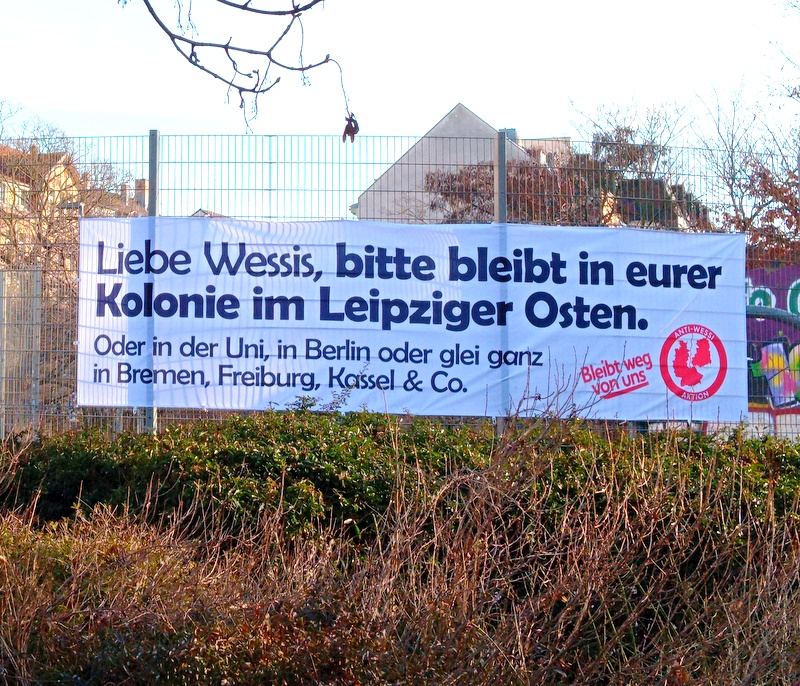 Liebe Wessis, bitte bleibt in eurer
Kolonie im Leipziger Osten.
Oder in der Uni, in Berlin oder glei ganz
in Bremen, Freiburg, Kassel & Co.
Bleibt weg
von uns
ANTI-WESSI
AKTION